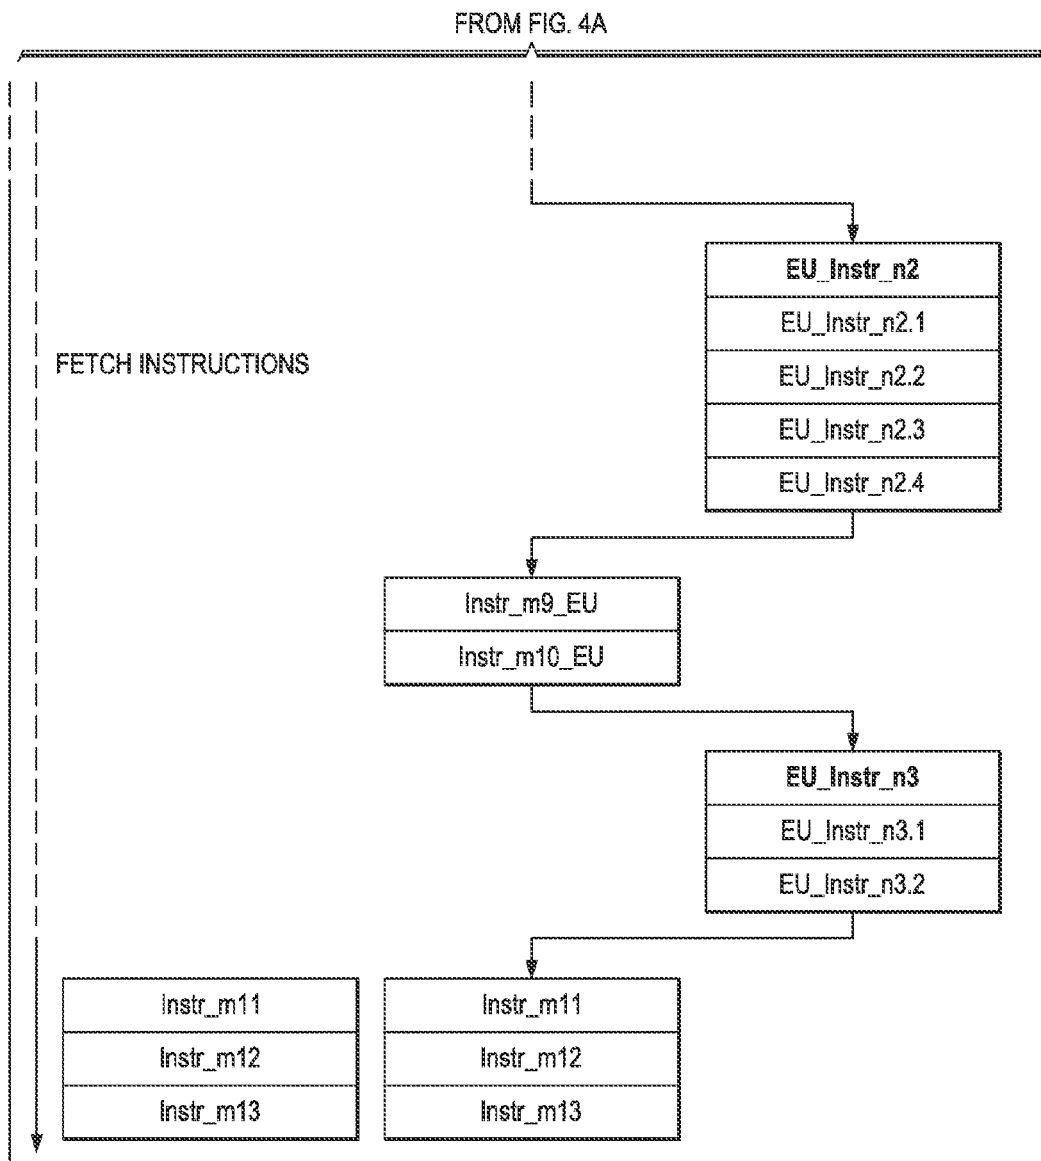 FROM FIG. 4A
EU_Instr_n2
EU_Instr_n2.1
FETCH INSTRUCTIONS
EU_Instr_n2.2
EU_Instr_n2.3
EU_Instr_n2.4
Instr_m9_EU
Instr_m10_EU
EU_Instr_n3
EU_Instr_n3.1
EU_Instr_n3.2
Instr_m11
Instr_m12
Instr_m13
Instr_m11
Instr_m12
Instr_m13